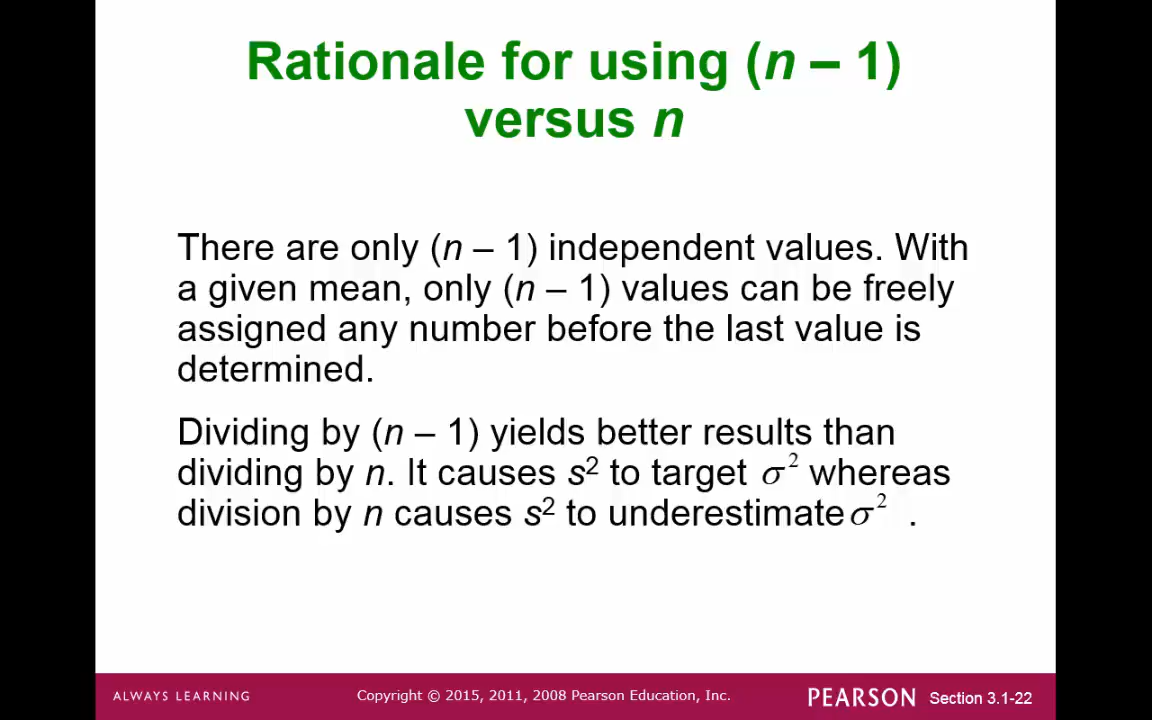 Rationale for using (n – 1)
versus n
There are only (n – 1) independent values. With
a given mean, only (n – 1) values can be freely
assigned any number before the last value is
determined.
Dividing by (n – 1) yields better results than
dividing by n. It causes s² to target σ² whereas
division by n causes s² to underestimate σ² .
ALWAYS LEARNING
Copyright © 2015, 2011, 2008 Pearson Education, Inc.
PEARSON
Section 3.1-22